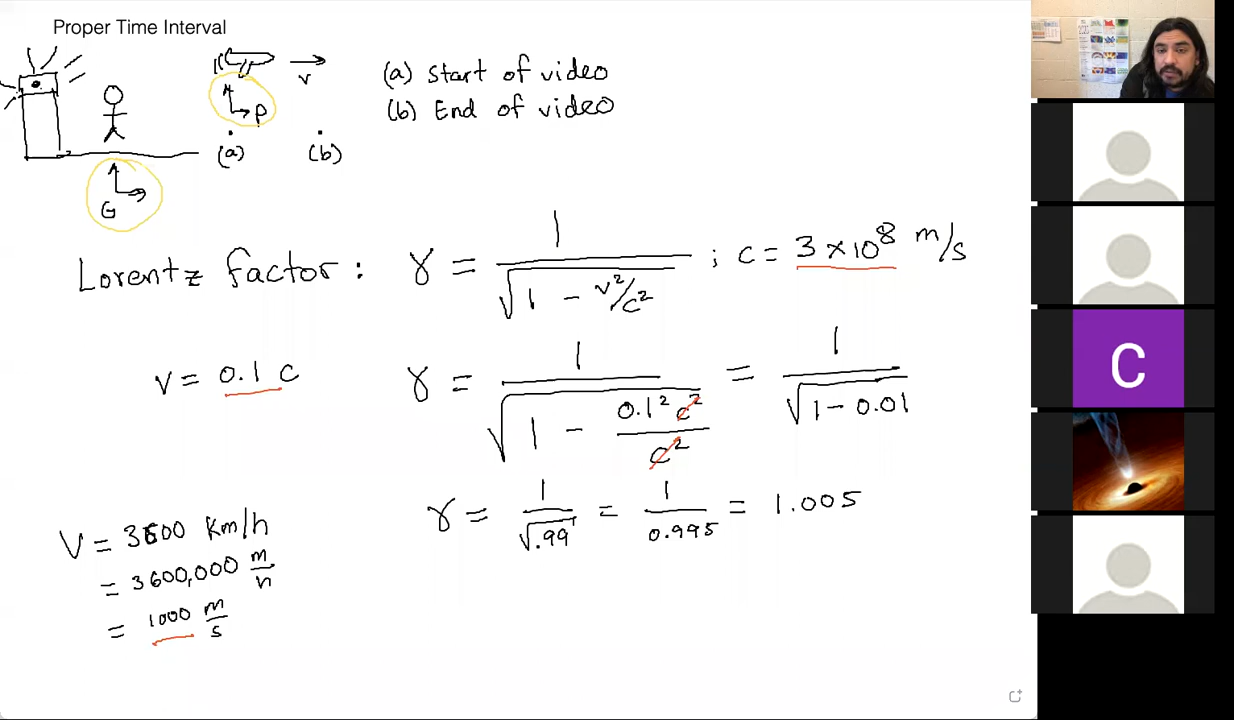 Proper Time Interval
v
P
(a) Start of video
(b) End of video
(a) (b)
G
Lorentz factor: γ = 1/√(1 - v²/c²) ; c = 3 × 10⁸ m/s
v = 0.1 c γ = 1/√(1 - 0.1² c²/c²) = 1/√(1 - 0.01)
γ = 1/√.99 = 1/0.995 = 1.005
V = 3600 km/h
= 3600,000 m/h
= 1000 m/s
C